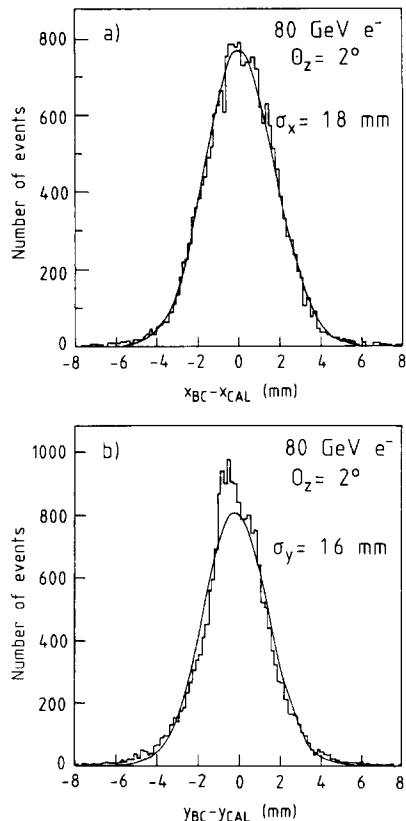 a)
80 GeV e⁻
Θz = 2°
σx = 18 mm
Number of events
800
600
400
200
0
-8 -6 -4 -2 0 2 4 6 8
xBC-xCAL (mm)
b)
80 GeV e⁻
Θz = 2°
σy = 16 mm
Number of events
1000
800
600
400
200
0
-8 -6 -4 -2 0 2 4 6 8
yBC-yCAL (mm)